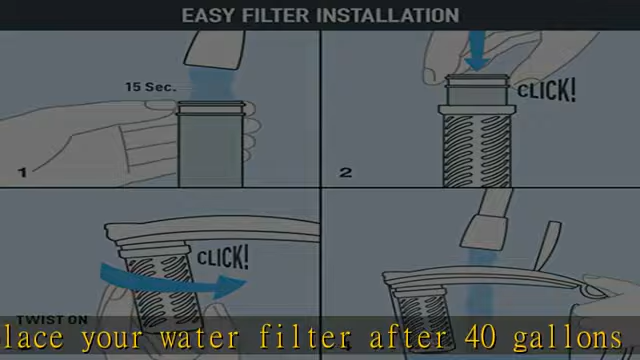 EASY FILTER INSTALLATION
15 Sec.
CLICK!
1
2
CLICK!
TWIST ON
lace your water filter after 40 gallons,